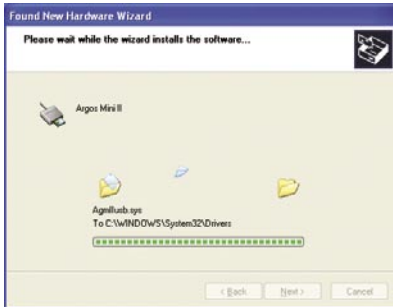 Found New Hardware Wizard
Please wait while the wizard installs the software...
Argos Mini II
AgmIIusb.sys
To C:\WINDOWS\System32\Drivers
< Back
Next >
Cancel